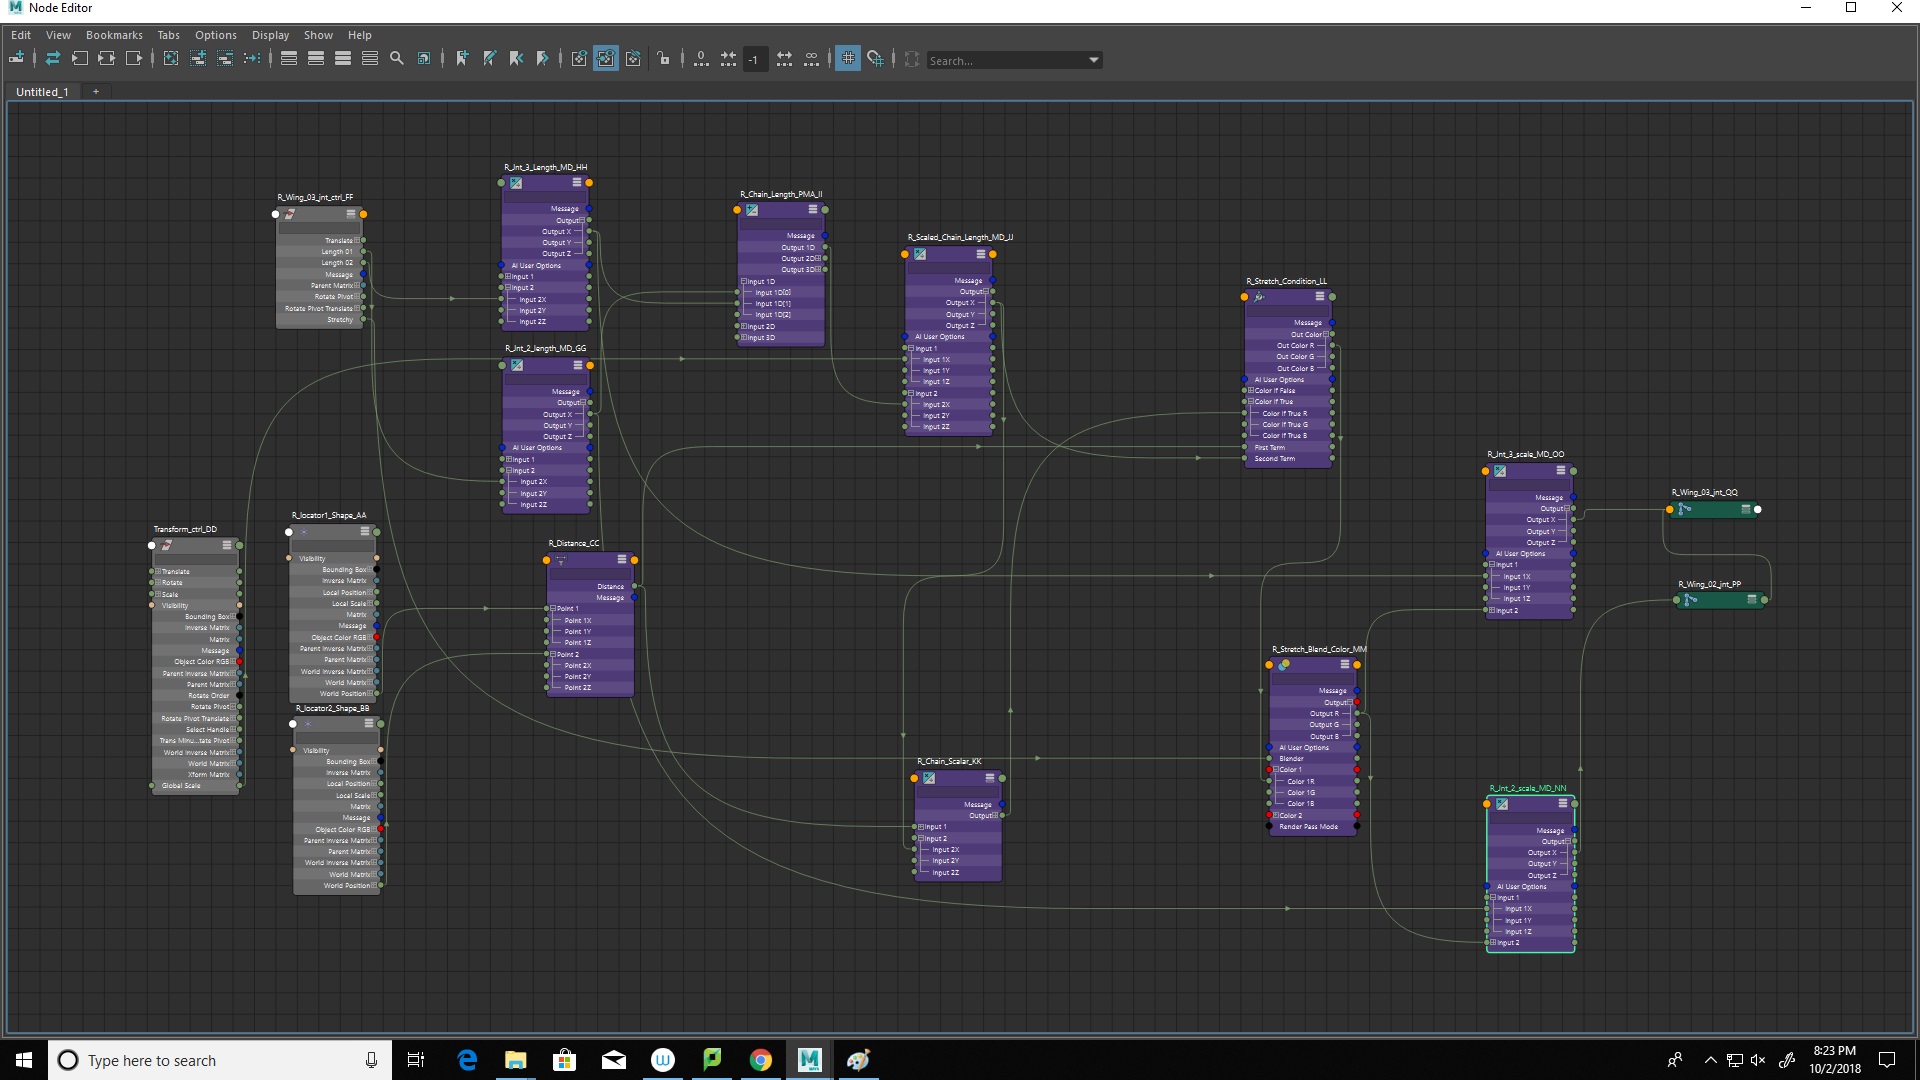 Node Editor
Edit View Bookmarks Tabs Options Display Show Help
-1
Search...
Untitled_1 +
R_Wing_03_jnt_ctrl_FF
Translate
Length 01
Length 02
Message
Parent Matrix
Rotate Pivot
Rotate Pivot Translate
Stretchy
R_Jnt_3_Length_MD_HH
Message
Output
Output X
Output Y
Output Z
AI User Options
Input 1
Input 2
Input 2X
Input 2Y
Input 2Z
R_Jnt_2_length_MD_GG
Message
Output
Output X
Output Y
Output Z
AI User Options
Input 1
Input 2
Input 2X
Input 2Y
Input 2Z
R_Chain_Length_PMA_II
Message
Output 1D
Output 2D
Output 3D
Input 1D
Input 1D[0]
Input 1D[1]
Input 1D[2]
Input 2D
Input 3D
R_Scaled_Chain_Length_MD_JJ
Message
Output
Output X
Output Y
Output Z
AI User Options
Input 1
Input 1X
Input 1Y
Input 1Z
Input 2
Input 2X
Input 2Y
Input 2Z
R_Stretch_Condition_LL
Message
Out Color
Out Color R
Out Color G
Out Color B
AI User Options
Color If False
Color If True
Color If True R
Color If True G
Color If True B
First Term
Second Term
Transform_ctrl_DD
Translate
Rotate
Scale
Visibility
Bounding Box
Inverse Matrix
Matrix
Message
Object Color RGB
Parent Inverse Matrix
Parent Matrix
Rotate Order
Rotate Pivot
Rotate Pivot Translate
Select Handle
Trans Minu...tate Pivot
World Inverse Matrix
World Matrix
Xform Matrix
Global Scale
R_locator1_Shape_AA
Visibility
Bounding Box
Inverse Matrix
Local Position
Local Scale
Matrix
Message
Object Color RGB
Parent Inverse Matrix
Parent Matrix
World Inverse Matrix
World Matrix
World Position
R_locator2_Shape_BB
Visibility
Bounding Box
Inverse Matrix
Local Position
Local Scale
Matrix
Message
Object Color RGB
Parent Inverse Matrix
Parent Matrix
World Inverse Matrix
World Matrix
World Position
R_Distance_CC
Distance
Message
Point 1
Point 1X
Point 1Y
Point 1Z
Point 2
Point 2X
Point 2Y
Point 2Z
R_Chain_Scalar_KK
Message
Output
Input 1
Input 2
Input 2X
Input 2Y
Input 2Z
R_Stretch_Blend_Color_MM
Message
Output
Output R
Output G
Output B
AI User Options
Blender
Color 1
Color 1R
Color 1G
Color 1B
Color 2
Render Pass Mode
R_Jnt_3_scale_MD_OO
Message
Output
Output X
Output Y
Output Z
AI User Options
Input 1
Input 1X
Input 1Y
Input 1Z
Input 2
R_Wing_03_jnt_QQ
R_Wing_02_jnt_PP
R_Jnt_2_scale_MD_NN
Message
Output
Output X
Output Y
Output Z
AI User Options
Input 1
Input 1X
Input 1Y
Input 1Z
Input 2
Type here to search
8:23 PM
10/2/2018